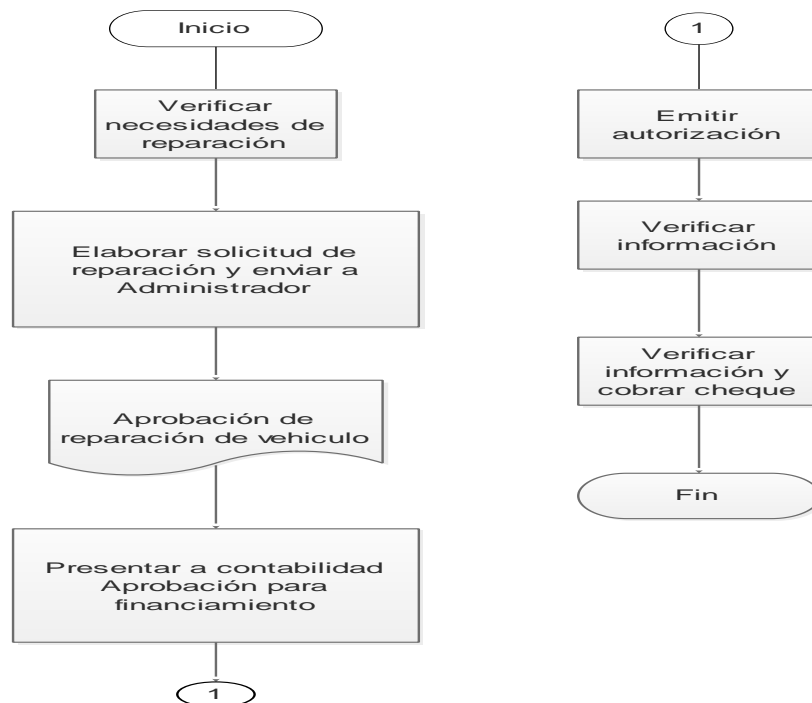 Inicio
Verificar
necesidades de
reparación
Elaborar solicitud de
reparación y enviar a
Administrador
Aprobación de
reparación de vehiculo
Presentar a contabilidad
Aprobación para
financiamiento
1
1
Emitir
autorización
Verificar
información
Verificar
información y
cobrar cheque
Fin